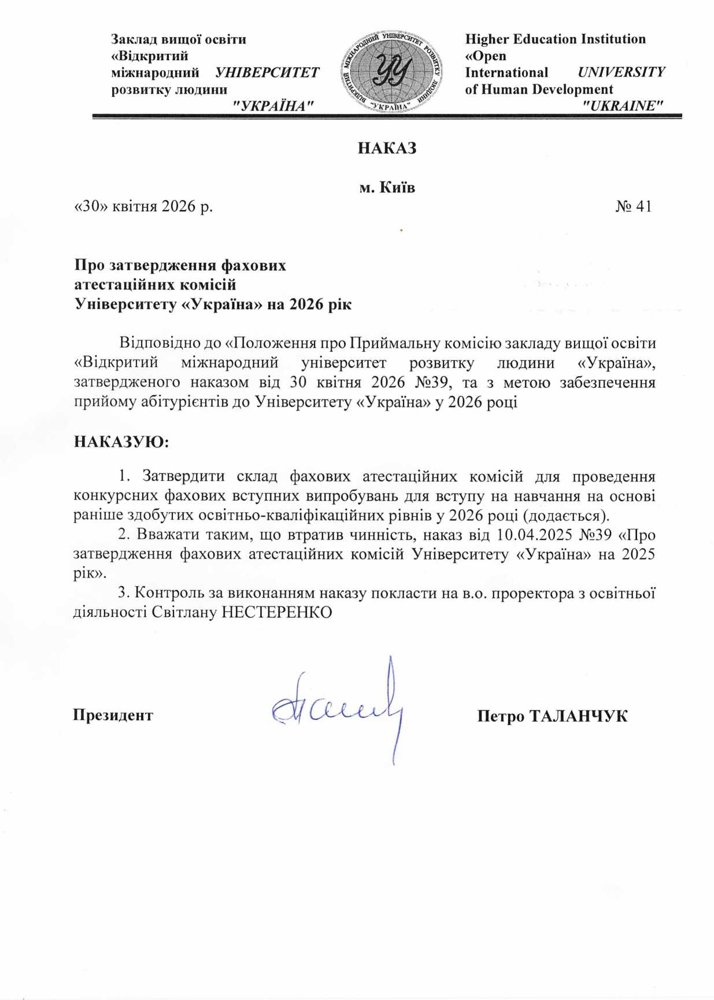 Заклад вищої освіти
«Відкритий
міжнародний УНІВЕРСИТЕТ
розвитку людини
"УКРАЇНА"
ВІДКРИТИЙ МІЖНАРОДНИЙ УНІВЕРСИТЕТ РОЗВИТКУ ЛЮДИНИ
"УКРАЇНА"
Higher Education Institution
«Open
International UNIVERSITY
of Human Development
"UKRAINE"
НАКАЗ
м. Київ
«30» квітня 2026 р. № 41
Про затвердження фахових
атестаційних комісій
Університету «Україна» на 2026 рік
Відповідно до «Положення про Приймальну комісію закладу вищої освіти
«Відкритий міжнародний університет розвитку людини «Україна»,
затвердженого наказом від 30 квітня 2026 №39, та з метою забезпечення
прийому абітурієнтів до Університету «Україна» у 2026 році
НАКАЗУЮ:
1. Затвердити склад фахових атестаційних комісій для проведення
конкурсних фахових вступних випробувань для вступу на навчання на основі
раніше здобутих освітньо-кваліфікаційних рівнів у 2026 році (додається).
2. Вважати таким, що втратив чинність, наказ від 10.04.2025 №39 «Про
затвердження фахових атестаційних комісій Університету «Україна» на 2025
рік».
3. Контроль за виконанням наказу покласти на в.о. проректора з освітньої
діяльності Світлану НЕСТЕРЕНКО
Президент Петро ТАЛАНЧУК